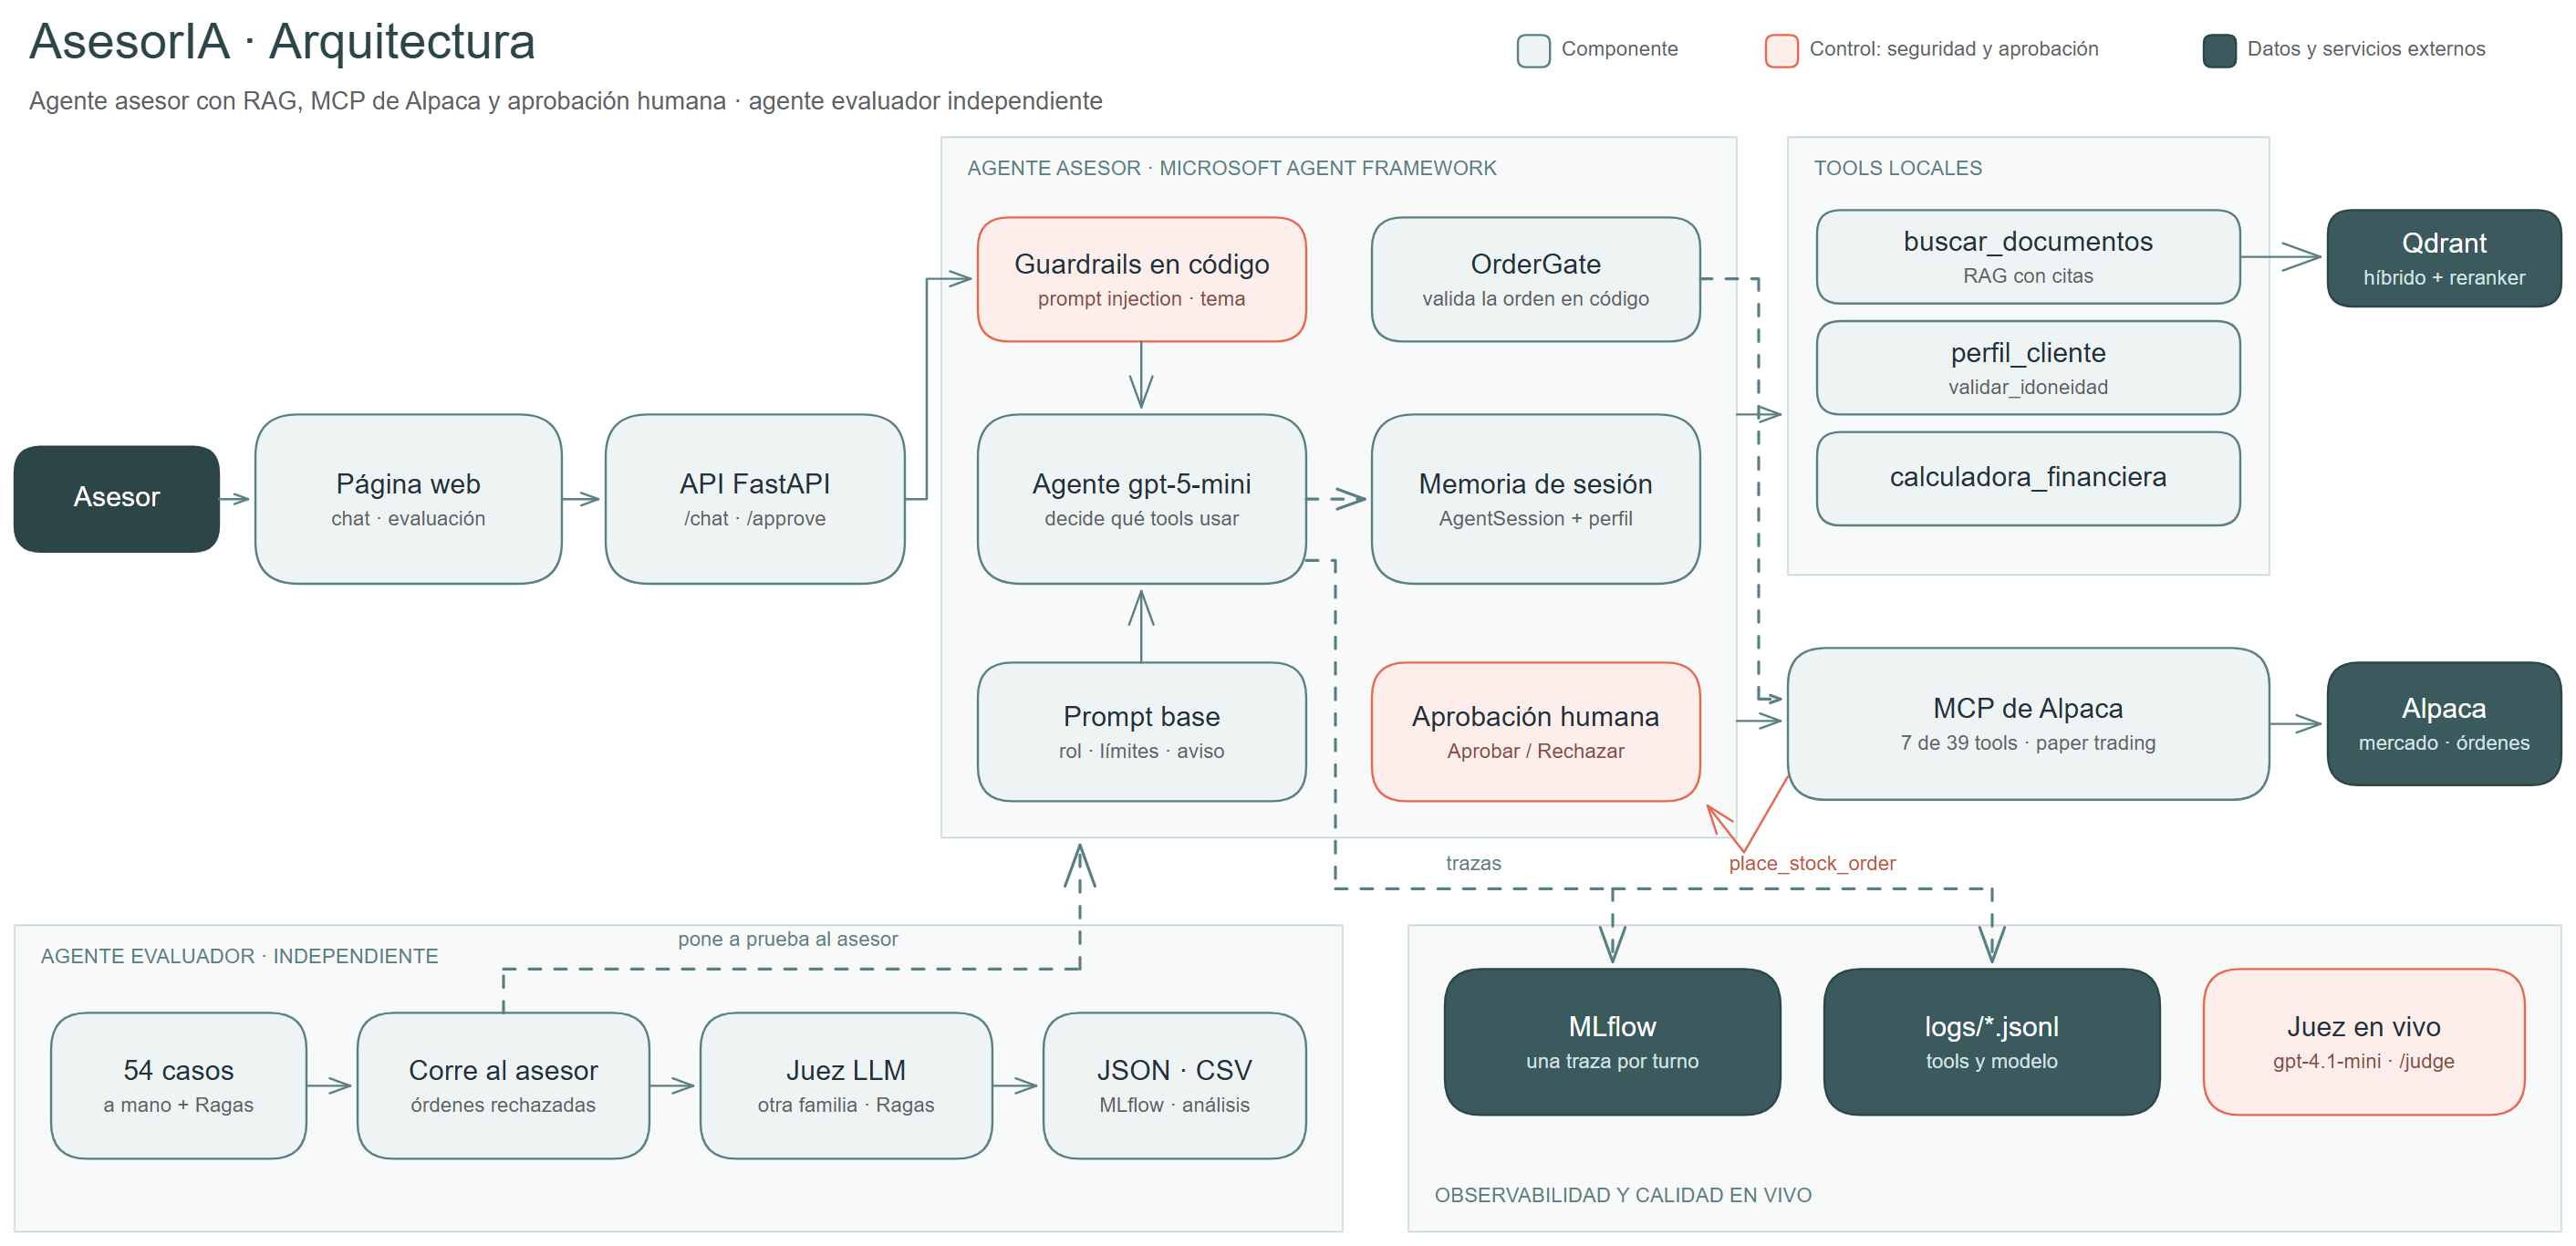 AsesorIA · Arquitectura
Agente asesor con RAG, MCP de Alpaca y aprobación humana · agente evaluador independiente
Componente
Control: seguridad y aprobación
Datos y servicios externos
AGENTE ASESOR · MICROSOFT AGENT FRAMEWORK
Guardrails en código
prompt injection · tema
OrderGate
valida la orden en código
Asesor
Página web
chat · evaluación
API FastAPI
/chat · /approve
Agente gpt-5-mini
decide qué tools usar
Memoria de sesión
AgentSession + perfil
Prompt base
rol · límites · aviso
Aprobación humana
Aprobar / Rechazar
TOOLS LOCALES
buscar_documentos
RAG con citas
perfil_cliente
validar_idoneidad
calculadora_financiera
Qdrant
híbrido + reranker
MCP de Alpaca
7 de 39 tools · paper trading
Alpaca
mercado · órdenes
trazas
place_stock_order
AGENTE EVALUADOR · INDEPENDIENTE
pone a prueba al asesor
54 casos
a mano + Ragas
Corre al asesor
órdenes rechazadas
Juez LLM
otra familia · Ragas
JSON · CSV
MLflow · análisis
MLflow
una traza por turno
logs/*.jsonl
tools y modelo
Juez en vivo
gpt-4.1-mini · /judge
OBSERVABILIDAD Y CALIDAD EN VIVO